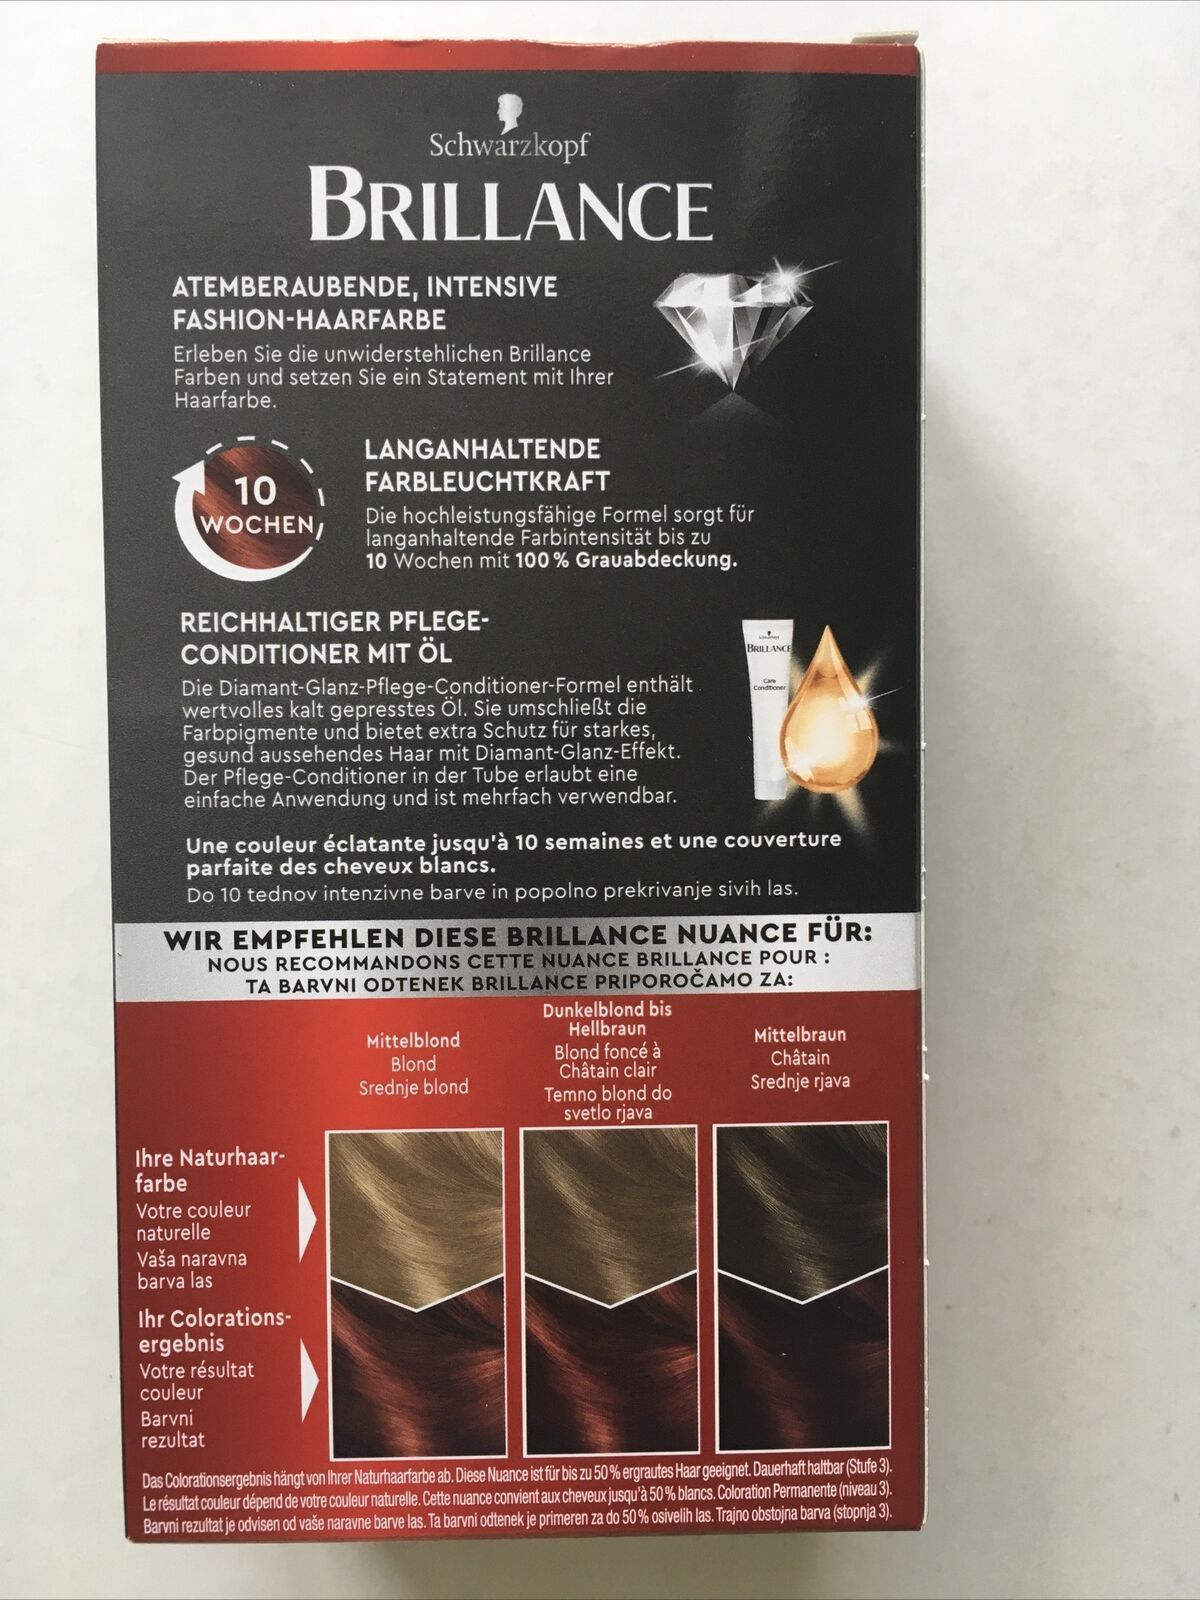 Schwarzkopf
BRILLANCE
ATEMBERAUBENDE, INTENSIVE
FASHION-HAARFARBE
Erleben Sie die unwiderstehlichen Brillance
Farben und setzen Sie ein Statement mit Ihrer
Haarfarbe.
10
WOCHEN
LANGANHALTENDE
FARBLEUCHTKRAFT
Die hochleistungsfähige Formel sorgt für
langanhaltende Farbintensität bis zu
10 Wochen mit 100 % Grauabdeckung.
REICHHALTIGER PFLEGE-
CONDITIONER MIT ÖL
Die Diamant-Glanz-Pflege-Conditioner-Formel enthält
wertvolles kalt gepresstes Öl. Sie umschließt die
Farbpigmente und bietet extra Schutz für starkes,
gesund aussehendes Haar mit Diamant-Glanz-Effekt.
Der Pflege-Conditioner in der Tube erlaubt eine
einfache Anwendung und ist mehrfach verwendbar.
Schwarzkopf
BRILLANCE
Care
Conditioner
Une couleur éclatante jusqu'à 10 semaines et une couverture
parfaite des cheveux blancs.
Do 10 tednov intenzivne barve in popolno prekrivanje sivih las.
WIR EMPFEHLEN DIESE BRILLANCE NUANCE FÜR:
NOUS RECOMMANDONS CETTE NUANCE BRILLANCE POUR :
TA BARVNI ODTENEK BRILLANCE PRIPOROČAMO ZA:
Mittelblond
Blond
Srednje blond
Dunkelblond bis
Hellbraun
Blond foncé à
Châtain clair
Temno blond do
svetlo rjava
Mittelbraun
Châtain
Srednje rjava
Ihre Naturhaar-
farbe
Votre couleur
naturelle
Vaša naravna
barva las
Ihr Colorations-
ergebnis
Votre résultat
couleur
Barvni
rezultat
Das Colorationsergebnis hängt von Ihrer Naturhaarfarbe ab. Diese Nuance ist für bis zu 50 % ergrautes Haar geeignet. Dauerhaft haltbar (Stufe 3).
Le résultat couleur dépend de votre couleur naturelle. Cette nuance convient aux cheveux jusqu'à 50 % blancs. Coloration Permanente (niveau 3).
Barvni rezultat je odvisen od vaše naravne barve las. Ta barvni odtenek je primeren za do 50 % osivelih las. Trajno obstojna barva (stopnja 3).